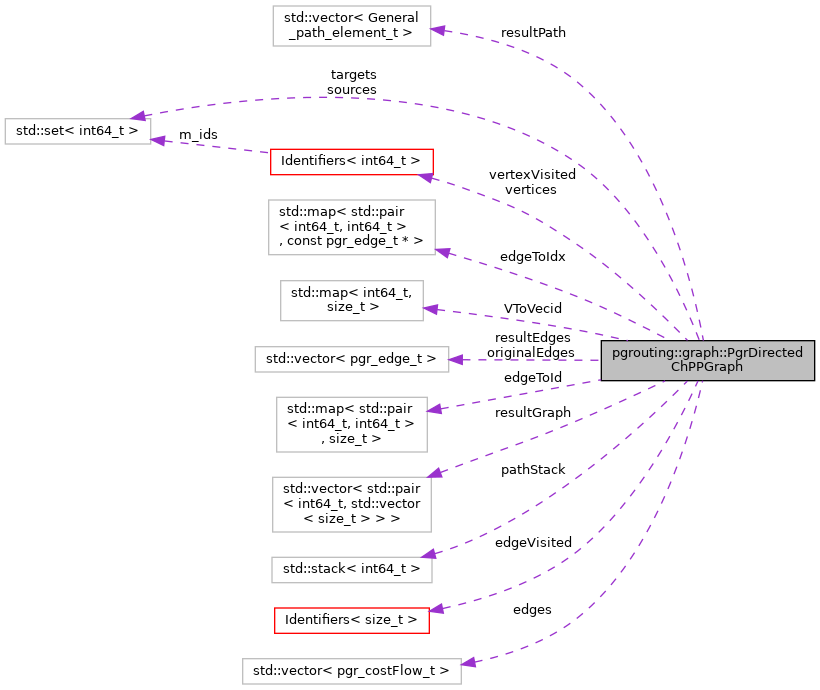 std::vector< General
_path_element_t >
resultPath
targets
sources
std::set< int64_t >
m_ids
Identifiers< int64_t >
vertexVisited
vertices
std::map< std::pair
< int64_t, int64_t >
, const pgr_edge_t * >
edgeToIdx
std::map< int64_t,
size_t >
VToVecid
resultEdges
originalEdges
std::vector< pgr_edge_t >
pgrouting::graph::PgrDirected
ChPPGraph
edgeToId
std::map< std::pair
< int64_t, int64_t >
, size_t >
resultGraph
pathStack
std::vector< std::pair
< int64_t, std::vector
< size_t > > >
edgeVisited
std::stack< int64_t >
edges
Identifiers< size_t >
std::vector< pgr_costFlow_t >